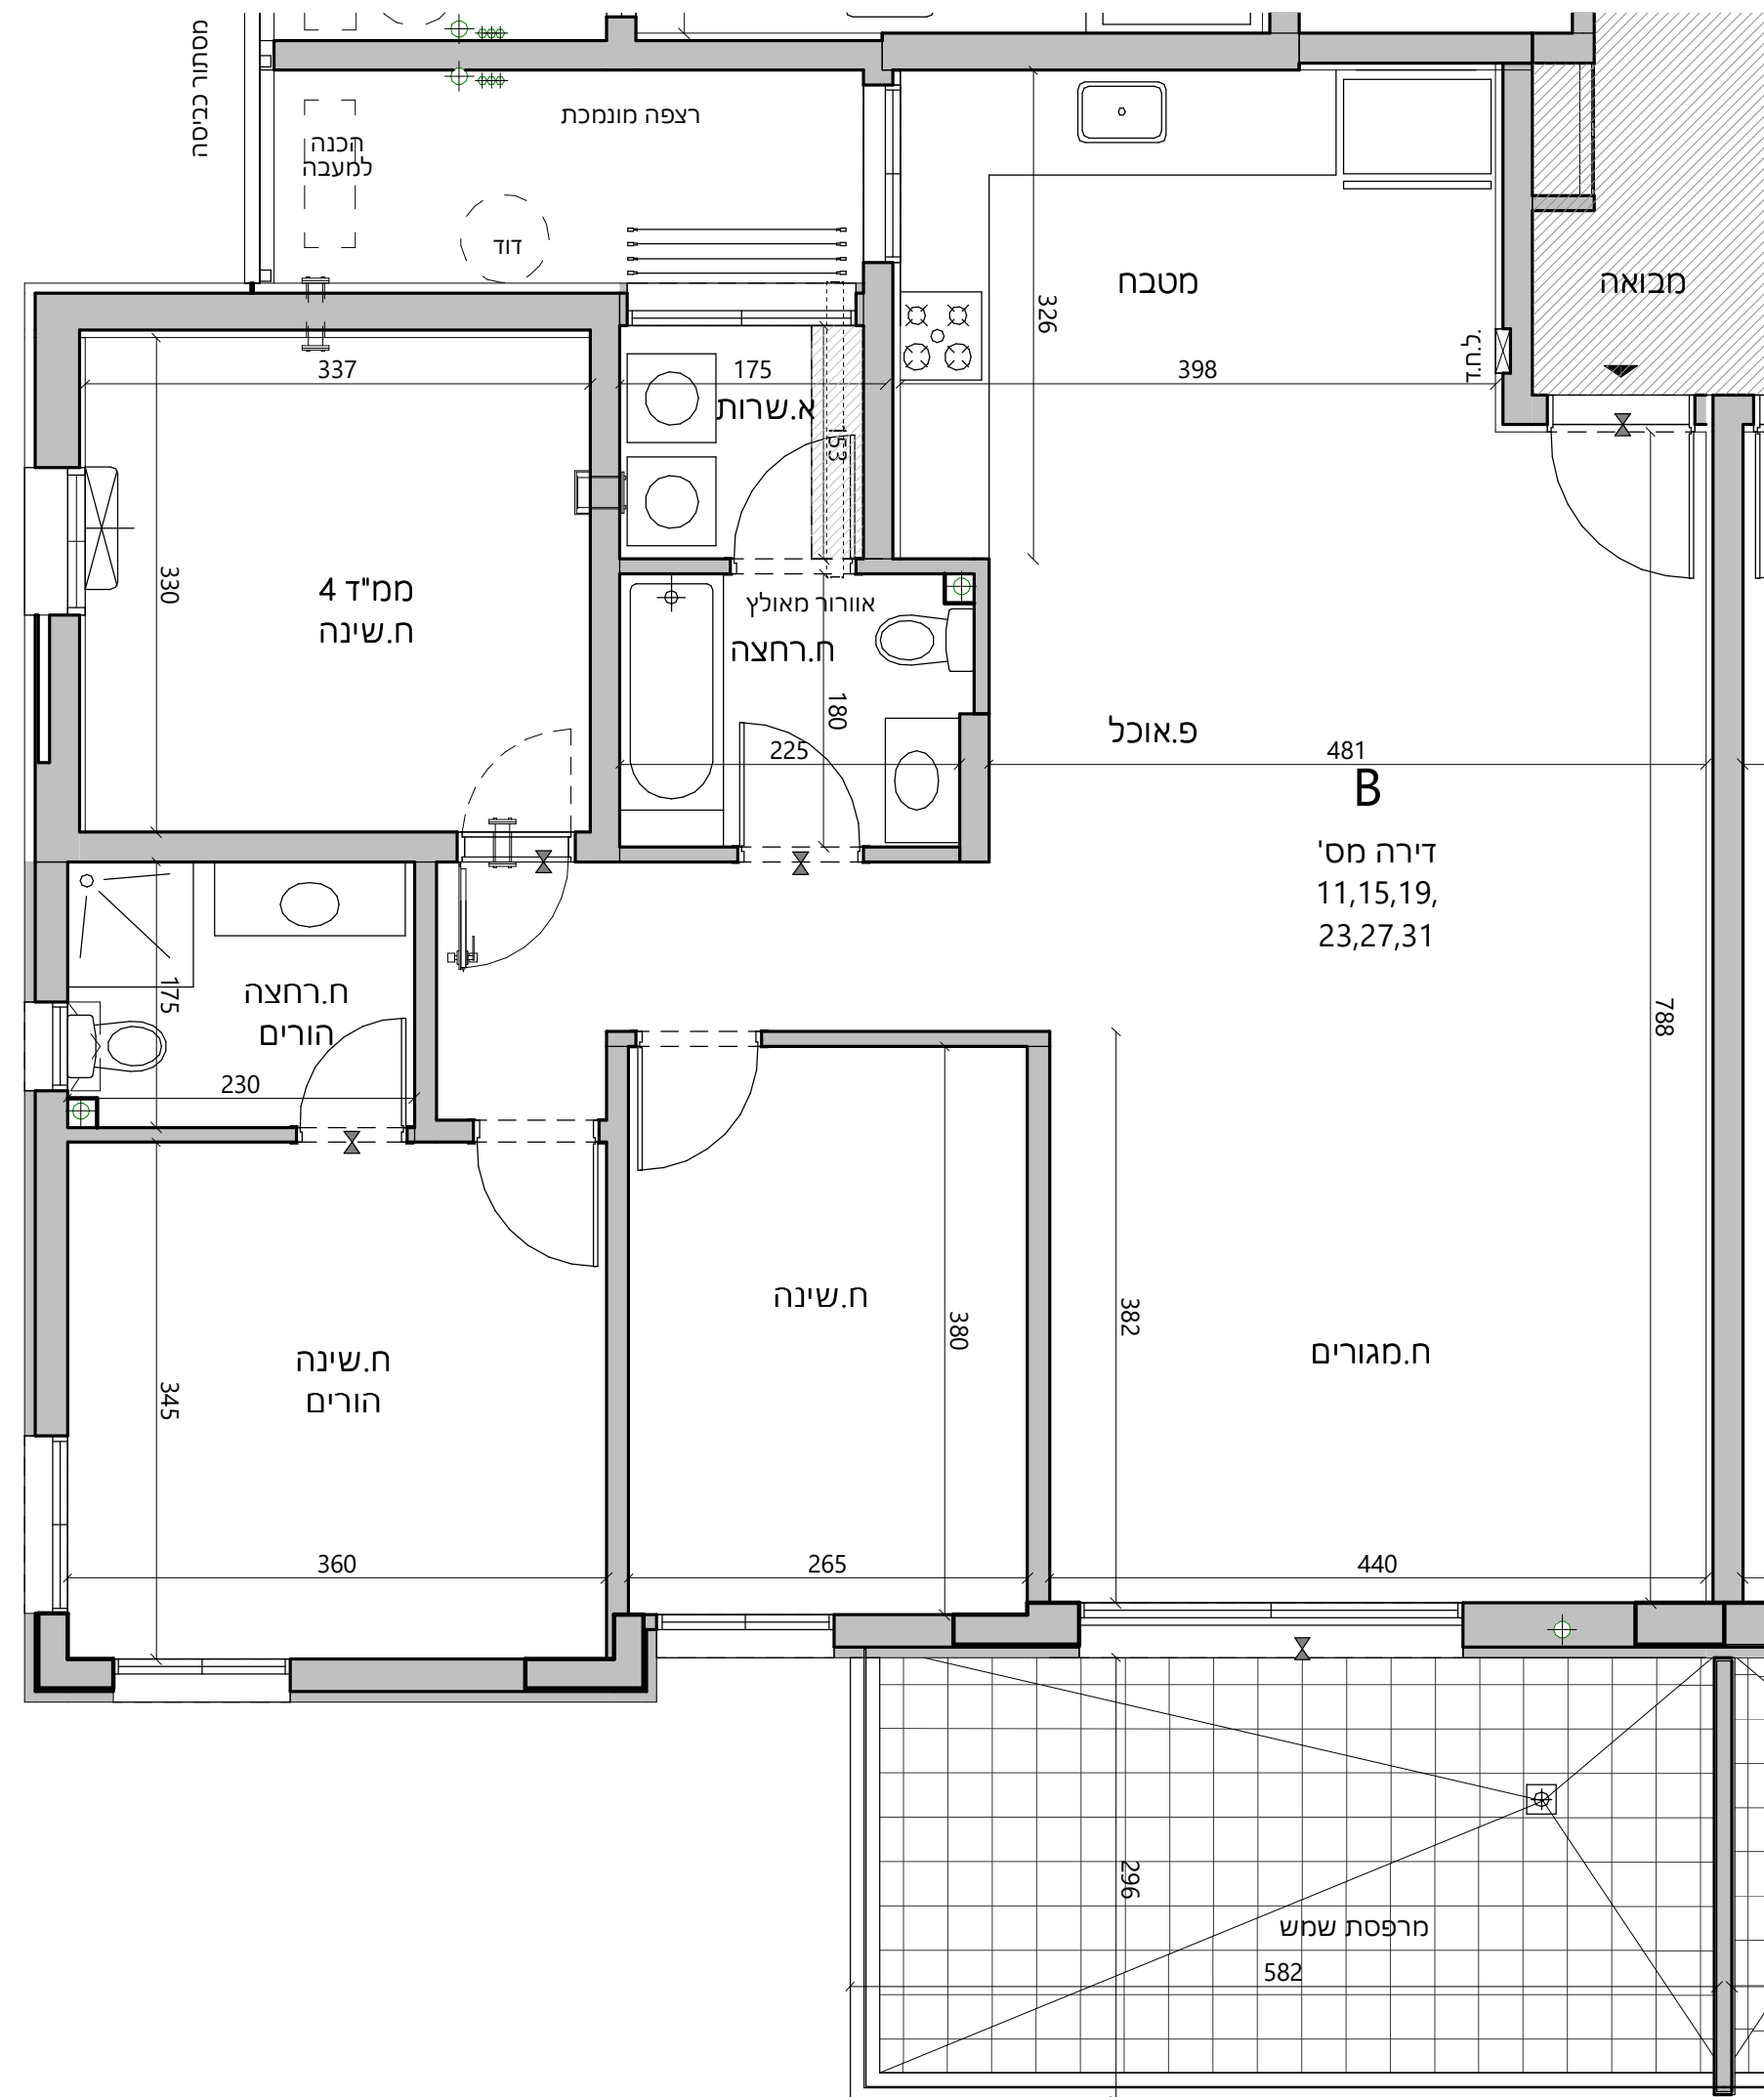 מסתור כביסה
רצפה מונמכת
הכנה
למעבה
דוד
מטבח
מבואה
326
ל.ח.ד.
337
175
398
א.שרות
153
330
ממ"ד 4
ח.שינה
אוורור מאולץ
ח.רחצה
180
225
פ.אוכל
481
B
דירה מס'
11,15,19,
23,27,31
175
ח.רחצה
הורים
230
788
ח.שינה
380
382
ח.מגורים
ח.שינה
הורים
345
360
265
440
296
מרפסת שמש
582